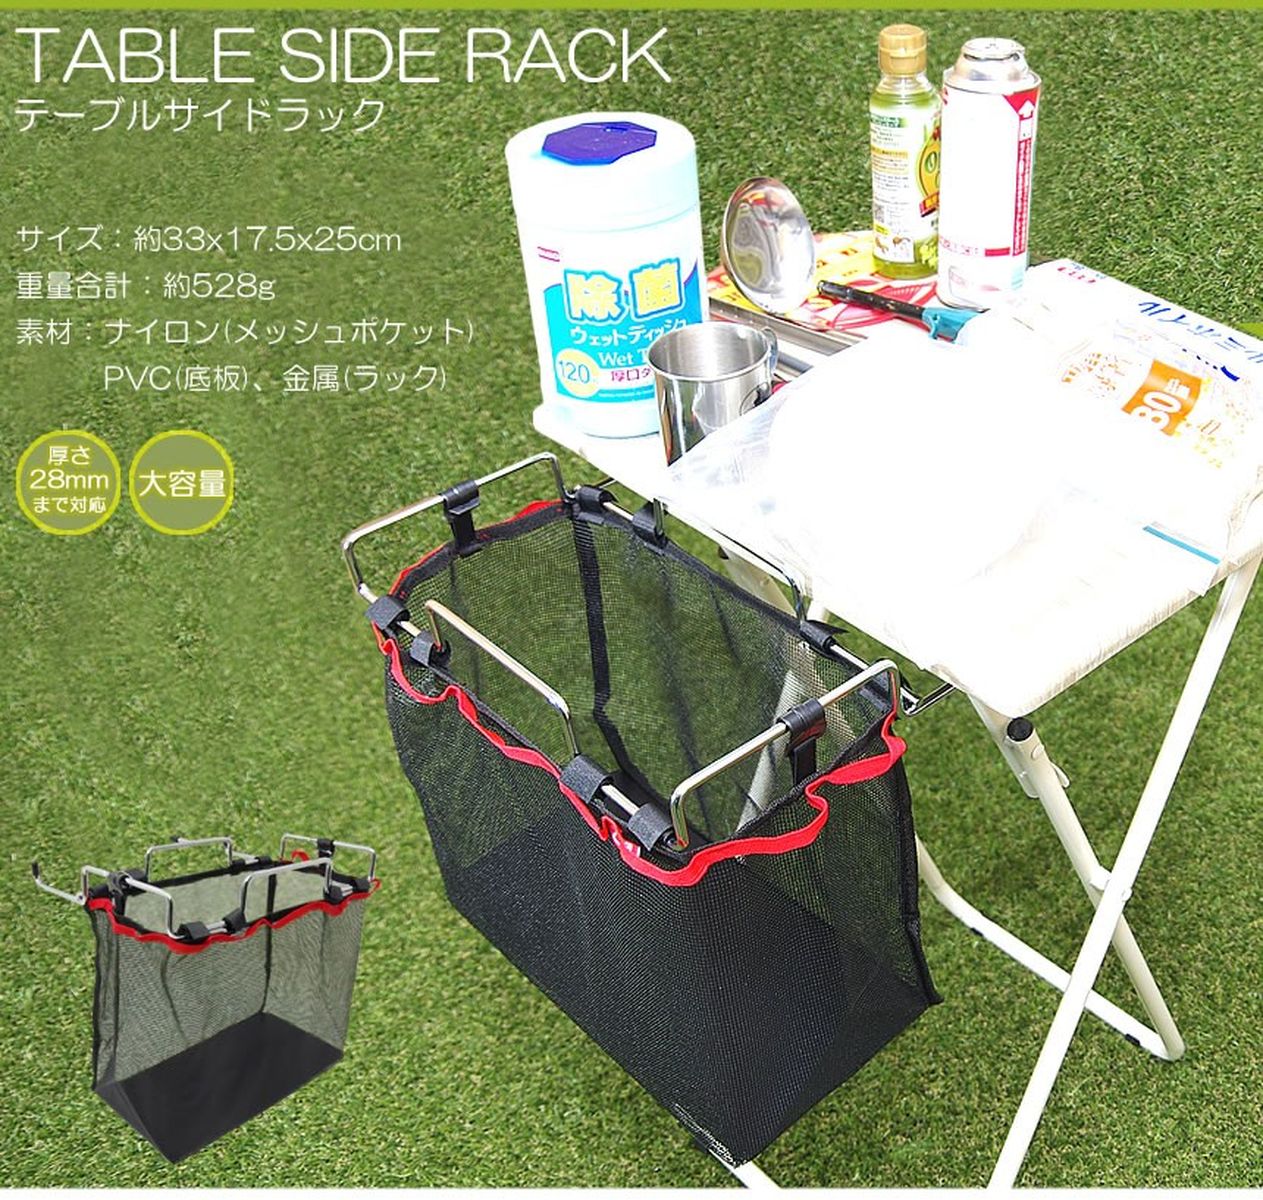 TABLE SIDE RACK
テーブルサイドラック
サイズ：約33x17.5x25cm
重量合計：約528g
素材：ナイロン(メッシュポケット)
PVC(底板)、金属(ラック)
厚さ
28mm
まで対応
大容量
除菌
ウェットティッシュ
Wet T
120
厚口タ
30